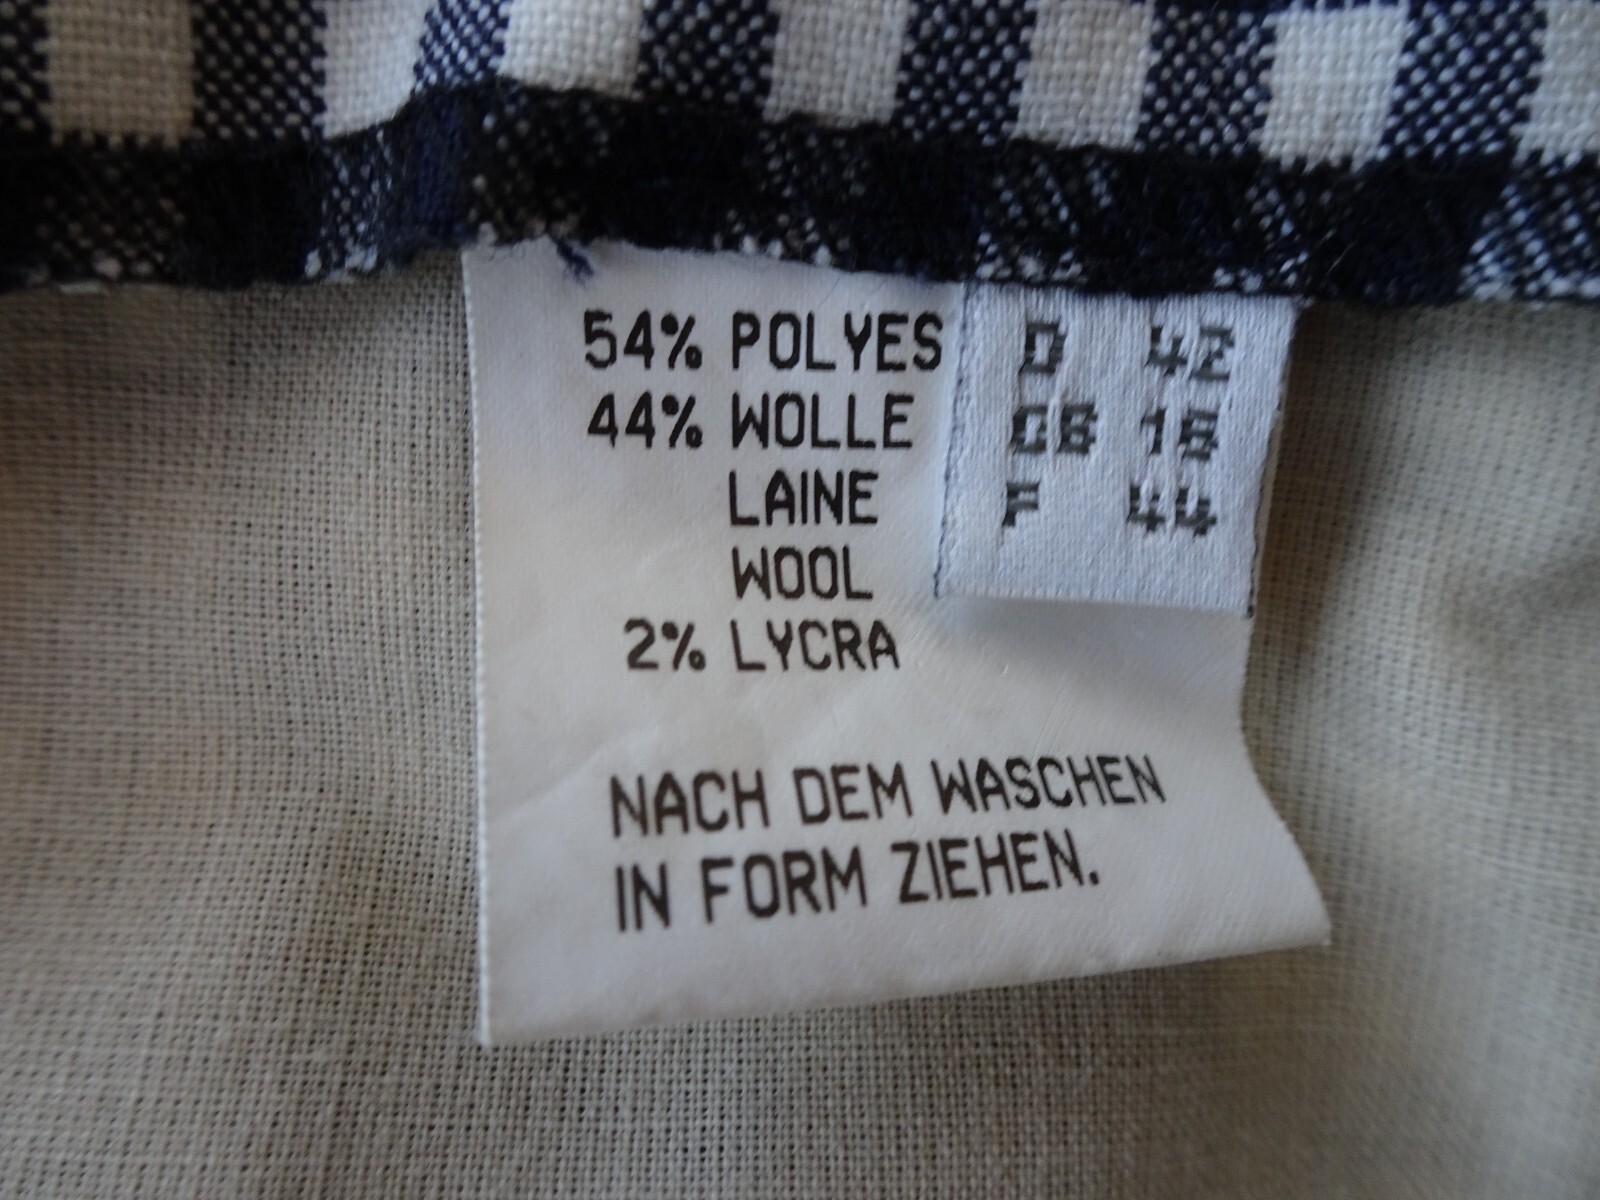 54% POLYES
44% WOLLE
LAINE
WOOL
2% LYCRA
NACH DEM WASCHEN
IN FORM ZIEHEN.
D 42
GB 16
F 44